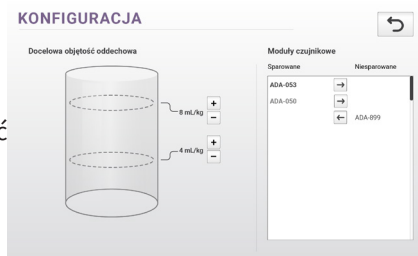 KONFIGURACJA
Docelowa objętość oddechowa
8 mL/kg
+
−
4 mL/kg
+
−
Moduły czujnikowe
Sparowane Niesparowane
ADA-053 →
ADA-050 →
← ADA-899
ć